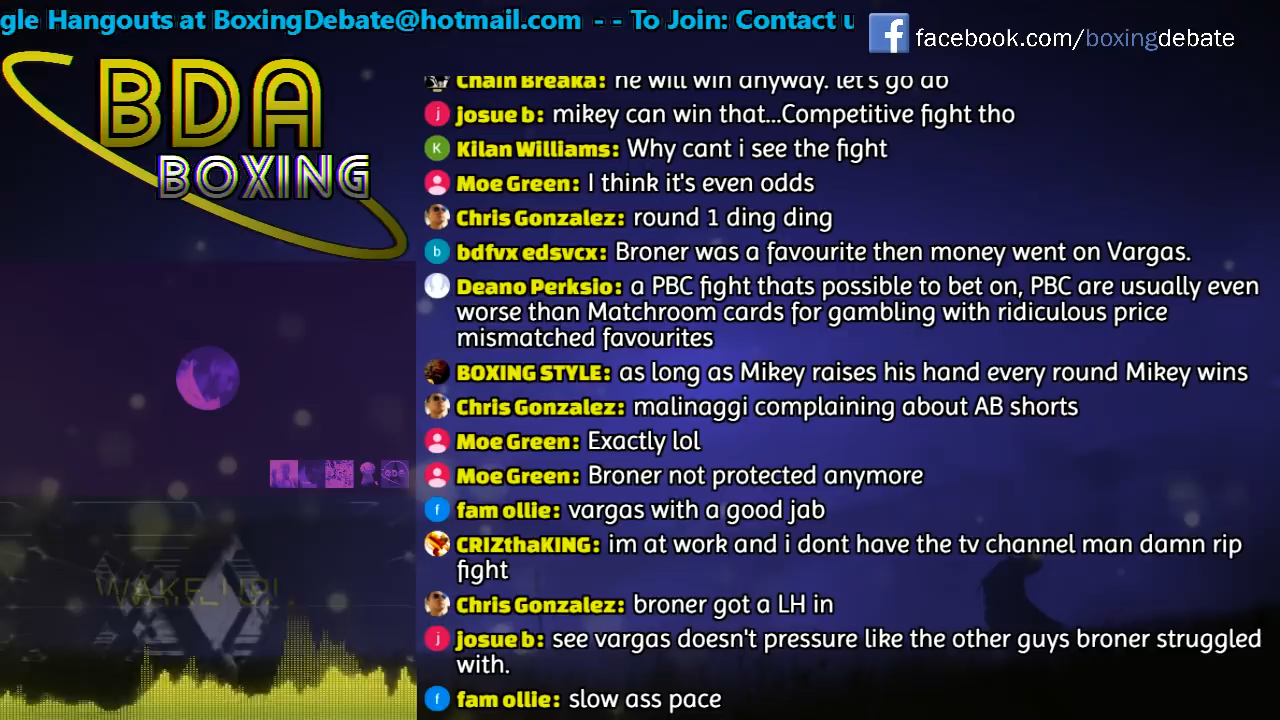 gle Hangouts at BoxingDebate@hotmail.com - - To Join: Contact u
facebook.com/boxingdebate
BDA
BOXING
Chain Breaka: he will win anyway. let's go ab
josue b: mikey can win that...Competitive fight tho
Kilan Williams: Why cant i see the fight
Moe Green: I think it's even odds
Chris Gonzalez: round 1 ding ding
bdfvx edsvcx: Broner was a favourite then money went on Vargas.
Deano Perksio: a PBC fight thats possible to bet on, PBC are usually even
worse than Matchroom cards for gambling with ridiculous price
mismatched favourites
BOXING STYLE: as long as Mikey raises his hand every round Mikey wins
Chris Gonzalez: malinaggi complaining about AB shorts
Moe Green: Exactly lol
Moe Green: Broner not protected anymore
fam ollie: vargas with a good jab
CRIZthaKING: im at work and i dont have the tv channel man damn rip
fight
Chris Gonzalez: broner got a LH in
josue b: see vargas doesn't pressure like the other guys broner struggled
with.
fam ollie: slow ass pace
WAKE UP!